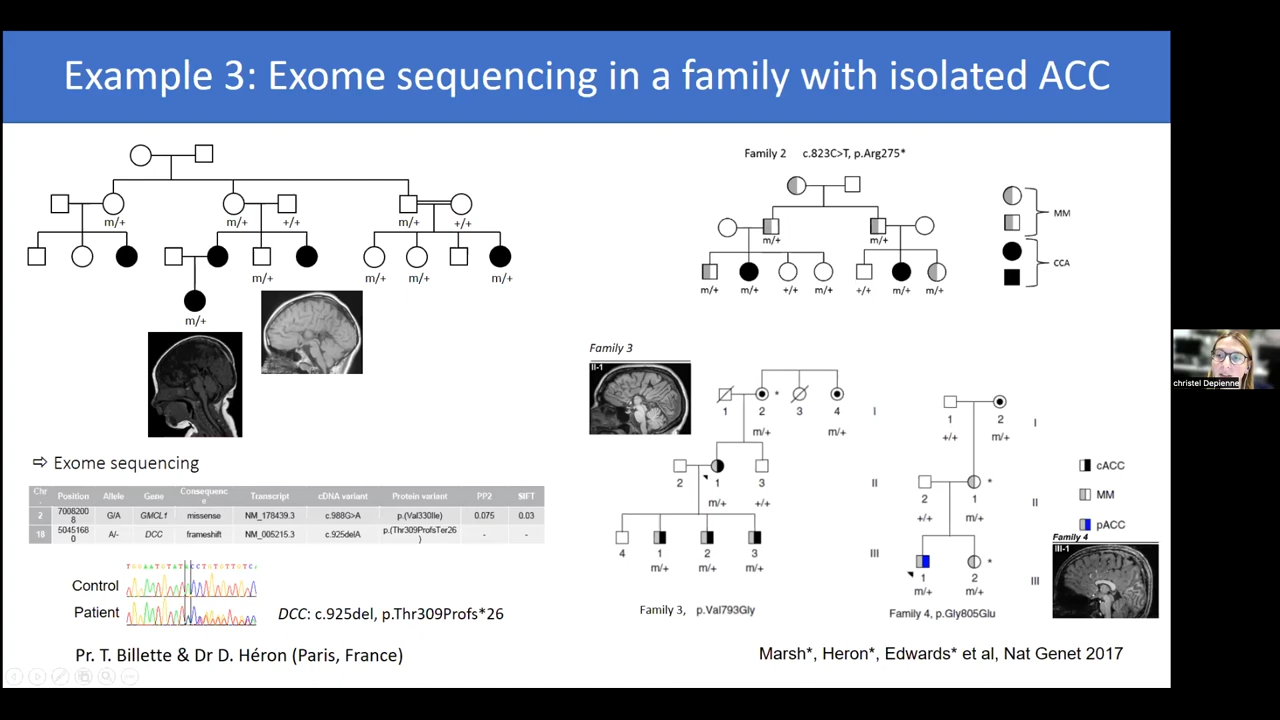 Example 3: Exome sequencing in a family with isolated ACC
m/+ m/+ +/+ m/+ +/+
m/+ m/+ m/+ m/+
m/+
⇨ Exome sequencing
Chr. Position Allele Gene Consequence Transcript cDNA variant Protein variant PP2 SIFT
2 70082008 G/A GMCL1 missense NM_178439.3 c.988G>A p.(Val330Ile) 0.075 0.03
18 50451680 A/- DCC frameshift NM_005215.3 c.925delA p.(Thr309ProfsTer26) - -
Control
Patient
DCC: c.925del, p.Thr309Profs*26
Pr. T. Billette & Dr D. Héron (Paris, France)
Family 2 c.823C>T, p.Arg275*
m/+ m/+
m/+ m/+ +/+ m/+ +/+ m/+ m/+
MM
CCA
Family 3
II-1
1 2 * 3 4 I
m/+ m/+
2 1 3 II
m/+ +/+
4 1 2 3 III
m/+ m/+ m/+
Family 3, p.Val793Gly
1 2 I
+/+ m/+
2 1 * II
+/+ m/+
1 2 * III
m/+ m/+
Family 4, p.Gly805Glu
cACC
MM
pACC
Family 4
III-1
Marsh*, Heron*, Edwards* et al, Nat Genet 2017
christel Depienne